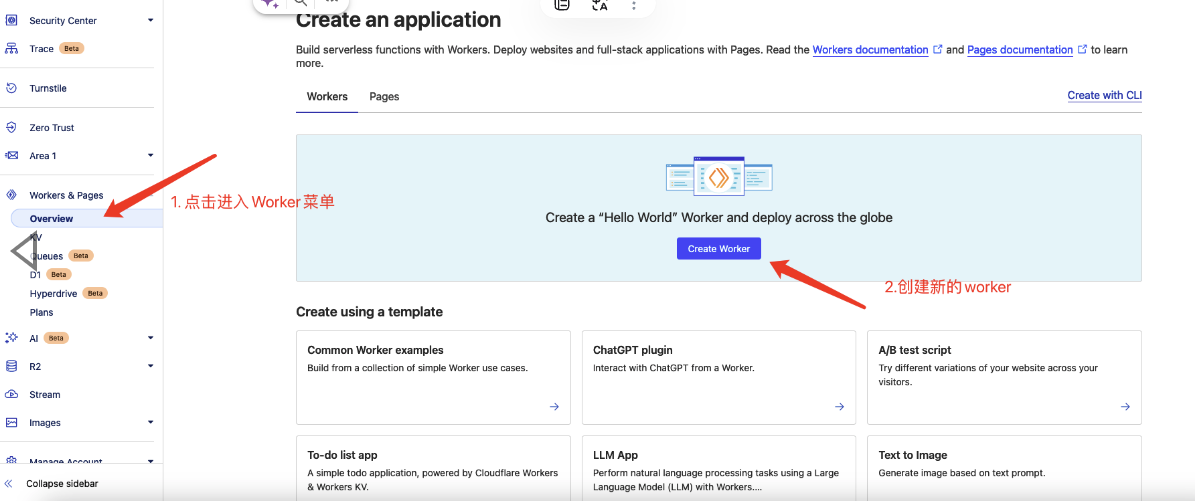 Security Center
Trace Beta
Turnstile
Zero Trust
Area 1
Workers & Pages
Overview
KV
Queues Beta
D1 Beta
Hyperdrive Beta
Plans
AI Beta
R2
Stream
Images
Manage Account
Collapse sidebar
Create an application
Build serverless functions with Workers. Deploy websites and full-stack applications with Pages. Read the Workers documentation and Pages documentation to learn
more.
Workers Pages
Create with CLI
1. 点击进入 Worker 菜单
Create a “Hello World” Worker and deploy across the globe
Create Worker
2.创建新的 worker
Create using a template
Common Worker examples
Build from a collection of simple Worker use cases.
ChatGPT plugin
Interact with ChatGPT from a Worker.
A/B test script
Try different variations of your website across your
visitors.
To-do list app
A simple todo application, powered by Cloudflare Workers
& Workers KV.
LLM App
Perform natural language processing tasks using a Large
Language Model (LLM) with Workers....
Text to Image
Generate image based on text prompt.